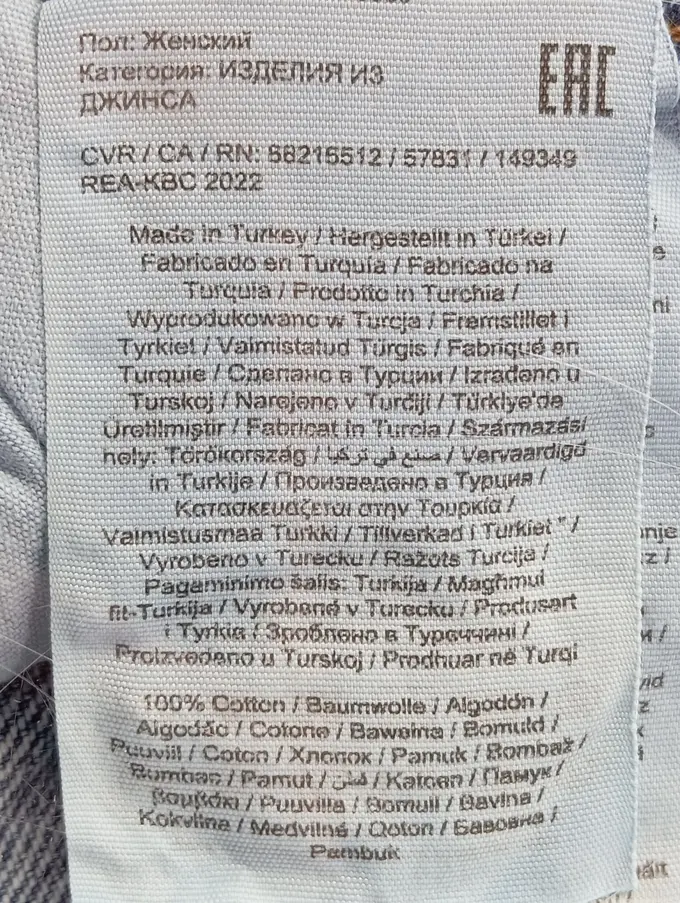 Пол: Женский
Категория: ИЗДЕЛИЯ ИЗ
ДЖИНСА
EAC
CVR / CA / RN: 88216512 / 57831 / 149349
REA-KBC 2022
Made in Turkey / Hergestellt in Türkei /
Fabricado en Turquía / Fabricado na
Turquia / Prodotto in Turchia /
Wyprodukowano w Turcja / Fremstillet i
Tyrkiet / Valmistatud Türgis / Fabriqué en
Turquie / Сделано в Турции / Izrađeno u
Turskoj / Narejeno v Turčiji / Türkiye'de
Üretilmiştir / Fabricat în Turcia / Származási
hely: Törökország / صنع في تركيا / Vervaardigd
in Turkije / Произведено в Турция /
Κατασκευάζεται στην Τουρκία /
Valmistusmaa Turkki / Tillverkad i Turkiet " /
Vyrobeno v Turecku / Ražots Turcija /
Pagaminimo šalis: Turkija / Magħmul
fit-Turkija / Vyrobené v Turecku / Produsert
i Tyrkia / Зроблено в Туреччині /
Proizvedeno u Turskoj / Prodhuar në Turqi
100% Cotton / Baumwolle / Algodón /
Algodão / Cotone / Bawełna / Bomuld /
Puuvill / Coton / Хлопок / Pamuk / Bombaž /
Bumbac / Pamut / قطن / Katoen / Памук /
Βαμβάκι / Puuvilla / Bomull / Bavlna /
Kokvilna / Medvilnė / Qoton / Бавовна /
Pambuk